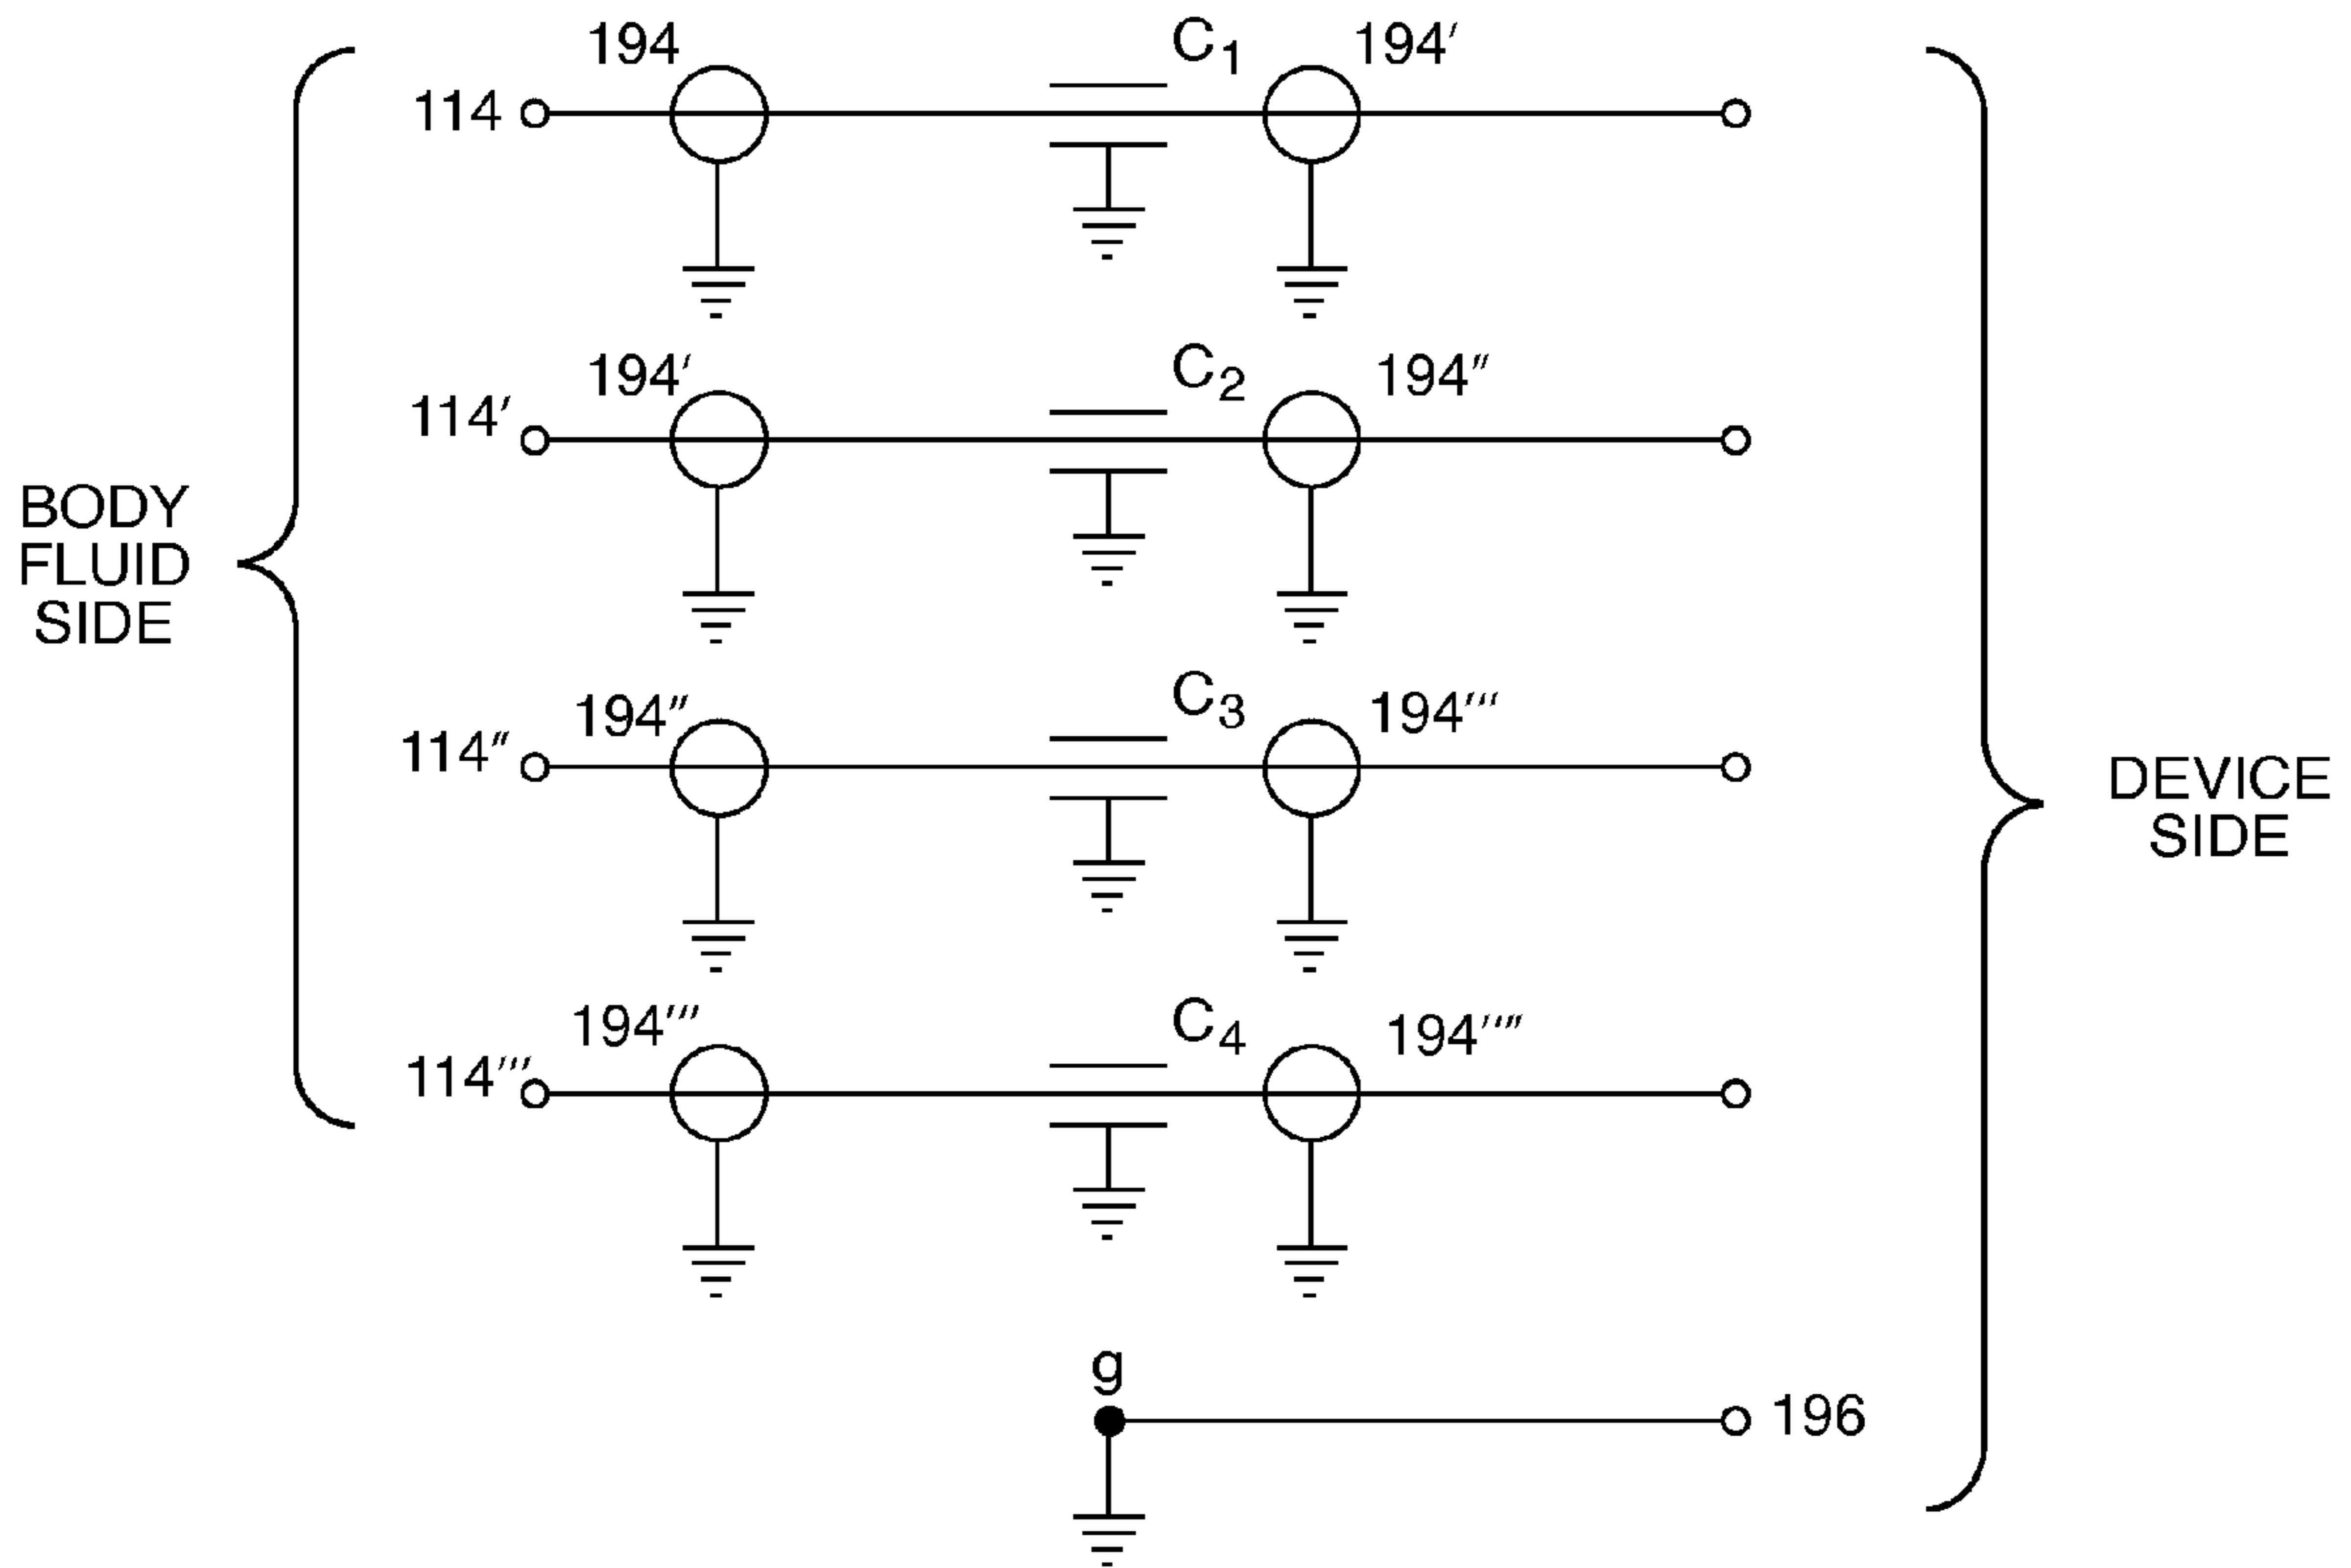 194
C1
194′
114
194′
C2
194″
114′
BODY
FLUID
SIDE
194″
C3
194‴
114″
DEVICE
SIDE
194‴
C4
194⁗
114‴
g
196